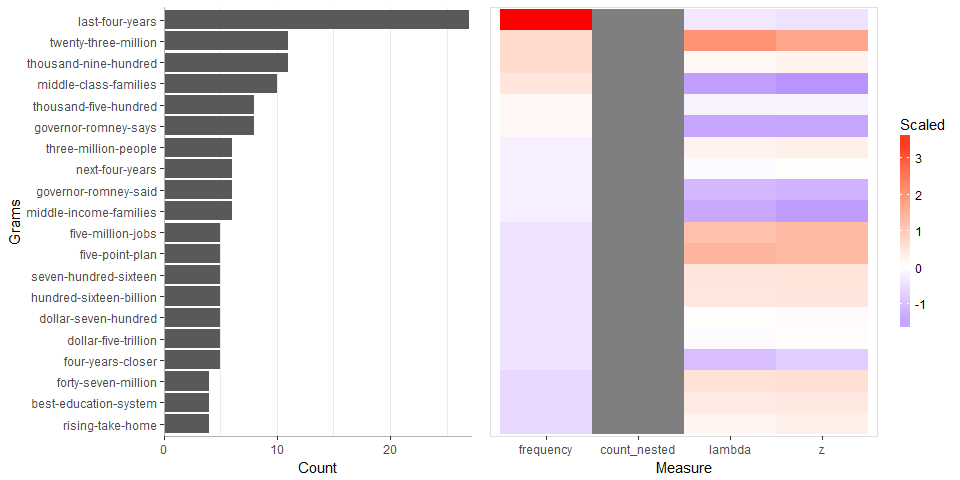 last-four-years
twenty-three-million
thousand-nine-hundred
middle-class-families
thousand-five-hundred
governor-romney-says
three-million-people
next-four-years
governor-romney-said
middle-income-families
five-million-jobs
five-point-plan
seven-hundred-sixteen
hundred-sixteen-billion
dollar-seven-hundred
dollar-five-trillion
four-years-closer
forty-seven-million
best-education-system
rising-take-home
Grams
0 10 20
Count
frequency count_nested lambda z
Measure
Scaled
3
2
1
0
-1